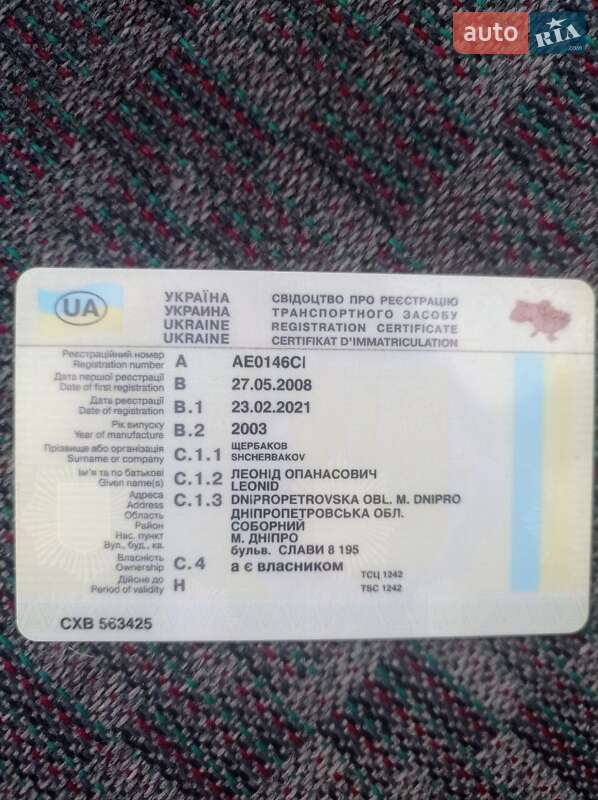 auto RIA .com
UA
УКРАЇНА
УКРАИНА
UKRAINE
UKRAINE
СВІДОЦТВО ПРО РЕЄСТРАЦІЮ
ТРАНСПОРТНОГО ЗАСОБУ
REGISTRATION CERTIFICATE
CERTIFIKAT D'IMMATRICULATION
Реєстраційний номер
Registration number A AE0146CI
Дата першої реєстрації
Date of first registration B 27.05.2008
Дата реєстрації
Date of registration B.1 23.02.2021
Рік випуску
Year of manufacture B.2 2003
Прізвище або організація
Surname or company C.1.1 ЩЕРБАКОВ
SHCHERBAKOV
Ім'я та по батькові
Given name(s) C.1.2 ЛЕОНІД ОПАНАСОВИЧ
LEONID
Адреса
Address C.1.3 DNIPROPETROVSKA OBL. M. DNIPRO
Область ДНІПРОПЕТРОВСЬКА ОБЛ.
Район СОБОРНИЙ
Нас. пункт М. ДНІПРО
Вул., буд., кв. бульв. СЛАВИ 8 195
Власність
Ownership C.4 а є власником
ТСЦ 1242
TSC 1242
Дійсне до
Period of validity H
СХВ 563425